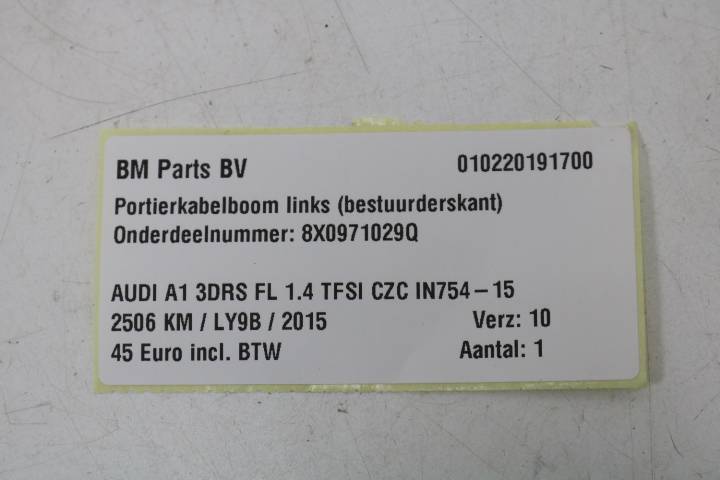 BM Parts BV 010220191700
Portierkabelboom links (bestuurderskant)
Onderdeelnummer: 8X0971029Q
AUDI A1 3DRS FL 1.4 TFSI CZC IN754-15
2506 KM / LY9B / 2015 Verz: 10
45 Euro incl. BTW Aantal: 1